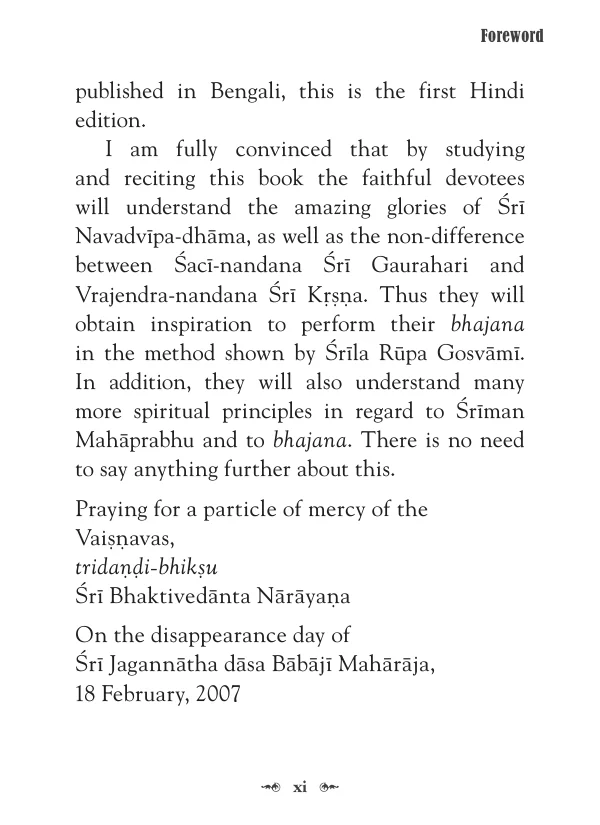 Foreword
published in Bengali, this is the first Hindi
edition.
I am fully convinced that by studying
and reciting this book the faithful devotees
will understand the amazing glories of Śrī
Navadvīpa-dhāma, as well as the non-difference
between Śacī-nandana Śrī Gaurahari and
Vrajendra-nandana Śrī Kṛṣṇa. Thus they will
obtain inspiration to perform their bhajana
in the method shown by Śrīla Rūpa Gosvāmī.
In addition, they will also understand many
more spiritual principles in regard to Śrīman
Mahāprabhu and to bhajana. There is no need
to say anything further about this.
Praying for a particle of mercy of the
Vaiṣṇavas,
tridaṇḍi-bhikṣu
Śrī Bhaktivedānta Nārāyaṇa
On the disappearance day of
Śrī Jagannātha dāsa Bābājī Mahārāja,
18 February, 2007
xi